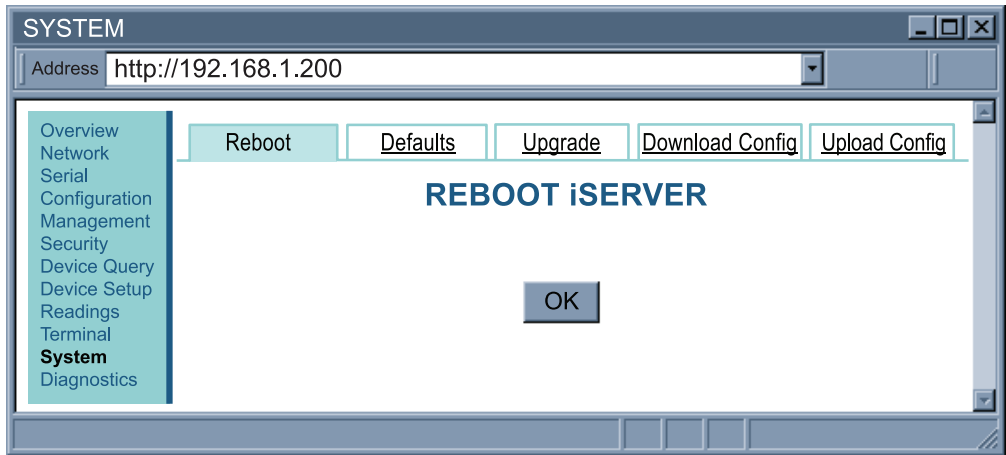 SYSTEM
Address http://192.168.1.200
Overview
Network
Serial
Configuration
Management
Security
Device Query
Device Setup
Readings
Terminal
System
Diagnostics
Reboot Defaults Upgrade Download Config Upload Config
REBOOT iSERVER
OK